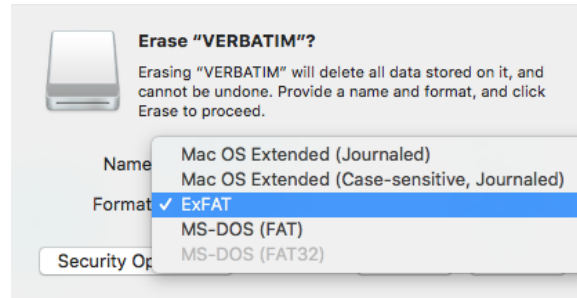 Erase “VERBATIM”?
Erasing “VERBATIM” will delete all data stored on it, and
cannot be undone. Provide a name and format, and click
Erase to proceed.
Name
Mac OS Extended (Journaled)
Mac OS Extended (Case-sensitive, Journaled)
Format ✓ ExFAT
MS-DOS (FAT)
Security Op
MS-DOS (FAT32)